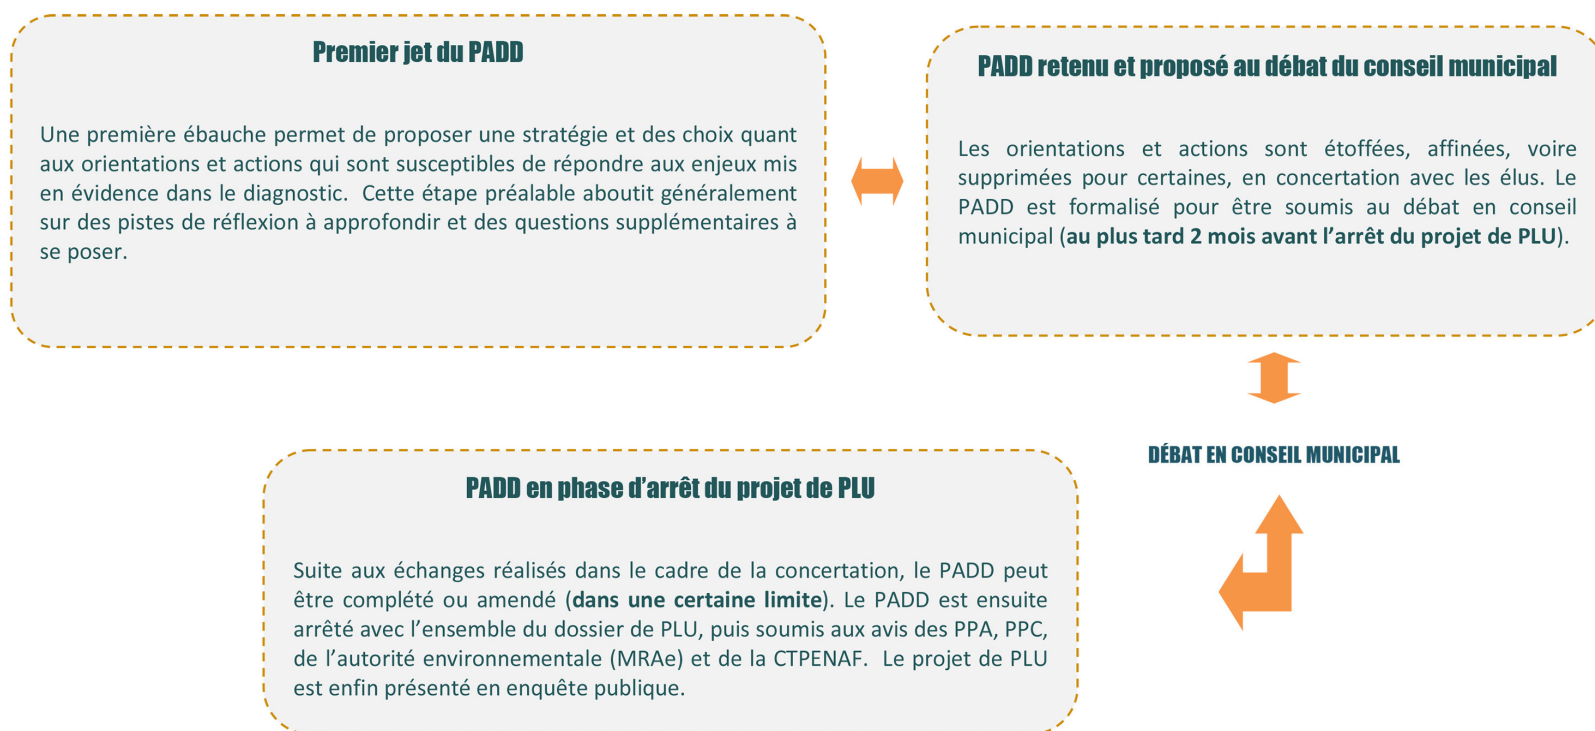 Premier jet du PADD
Une première ébauche permet de proposer une stratégie et des choix quant
aux orientations et actions qui sont susceptibles de répondre aux enjeux mis
en évidence dans le diagnostic. Cette étape préalable aboutit généralement
sur des pistes de réflexion à approfondir et des questions supplémentaires à
se poser.
PADD retenu et proposé au débat du conseil municipal
Les orientations et actions sont étoffées, affinées, voire
supprimées pour certaines, en concertation avec les élus. Le
PADD est formalisé pour être soumis au débat en conseil
municipal (au plus tard 2 mois avant l’arrêt du projet de PLU).
DÉBAT EN CONSEIL MUNICIPAL
PADD en phase d’arrêt du projet de PLU
Suite aux échanges réalisés dans le cadre de la concertation, le PADD peut
être complété ou amendé (dans une certaine limite). Le PADD est ensuite
arrêté avec l’ensemble du dossier de PLU, puis soumis aux avis des PPA, PPC,
de l’autorité environnementale (MRAe) et de la CTPENAF. Le projet de PLU
est enfin présenté en enquête publique.